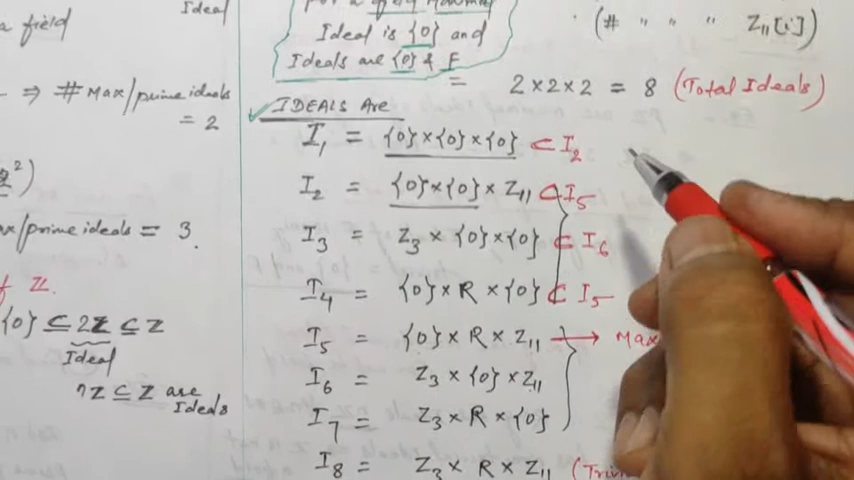 a field
⇒ # Max/prime ideals
= 2
ax/prime ideals = 3.
of Z.
{0} ⊆ 2Z ⊆ Z
Ideal
nZ ⊆ Z are
Ideals
Ideal
Ideal is {0} and
Ideals are {0} & F
(# " " " Z₁₁[i])
= 2×2×2 = 8 (Total Ideals)
IDEALS Are
I₁ = {0}×{0}×{0} ⊂ I₂
I₂ = {0}×{0}×Z₁₁ ⊂ I₅
I₃ = Z₃ × {0}×{0} ⊂ I₆
I₄ = {0}×R×{0} ⊂ I₅
I₅ = {0}×R×Z₁₁ → Max
I₆ = Z₃×{0}×Z₁₁
I₇ = Z₃×R×{0}
I₈ = Z₃×R×Z₁₁